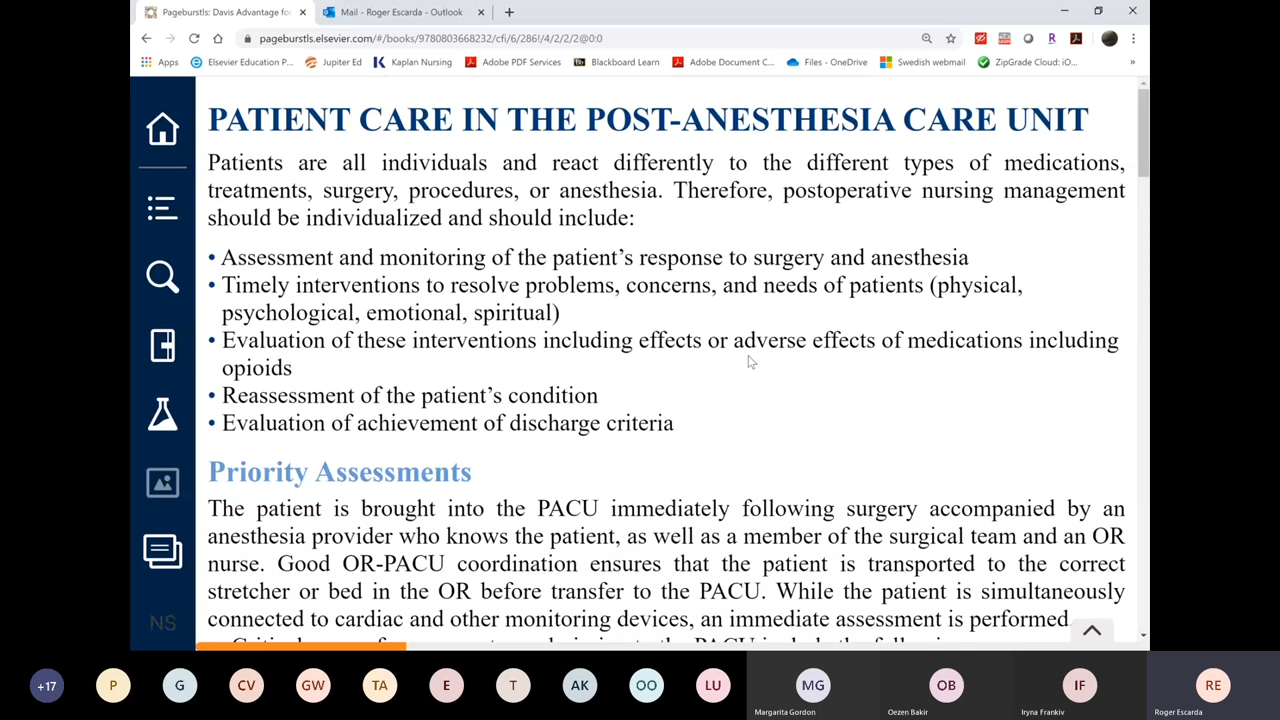 Pageburstls: Davis Advantage for
Mail - Roger Escarda - Outlook
pageburstls.elsevier.com/#/books/9780803668232/cfi/6/286!/4/2/2/2@0:0
Apps
Elsevier Education P...
Jupiter Ed
Kaplan Nursing
Adobe PDF Services
Blackboard Learn
Adobe Document C...
Files - OneDrive
Swedish webmail
ZipGrade Cloud: iO...
PATIENT CARE IN THE POST-ANESTHESIA CARE UNIT
Patients are all individuals and react differently to the different types of medications,
treatments, surgery, procedures, or anesthesia. Therefore, postoperative nursing management
should be individualized and should include:
• Assessment and monitoring of the patient’s response to surgery and anesthesia
• Timely interventions to resolve problems, concerns, and needs of patients (physical,
psychological, emotional, spiritual)
• Evaluation of these interventions including effects or adverse effects of medications including
opioids
• Reassessment of the patient’s condition
• Evaluation of achievement of discharge criteria
Priority Assessments
The patient is brought into the PACU immediately following surgery accompanied by an
anesthesia provider who knows the patient, as well as a member of the surgical team and an OR
nurse. Good OR-PACU coordination ensures that the patient is transported to the correct
stretcher or bed in the OR before transfer to the PACU. While the patient is simultaneously
connected to cardiac and other monitoring devices, an immediate assessment is performed.
NS
+17
P
G
CV
GW
TA
E
T
AK
OO
LU
MG
OB
IF
RE
Margarita Gordon
Oezen Bakir
Iryna Frankiv
Roger Escarda